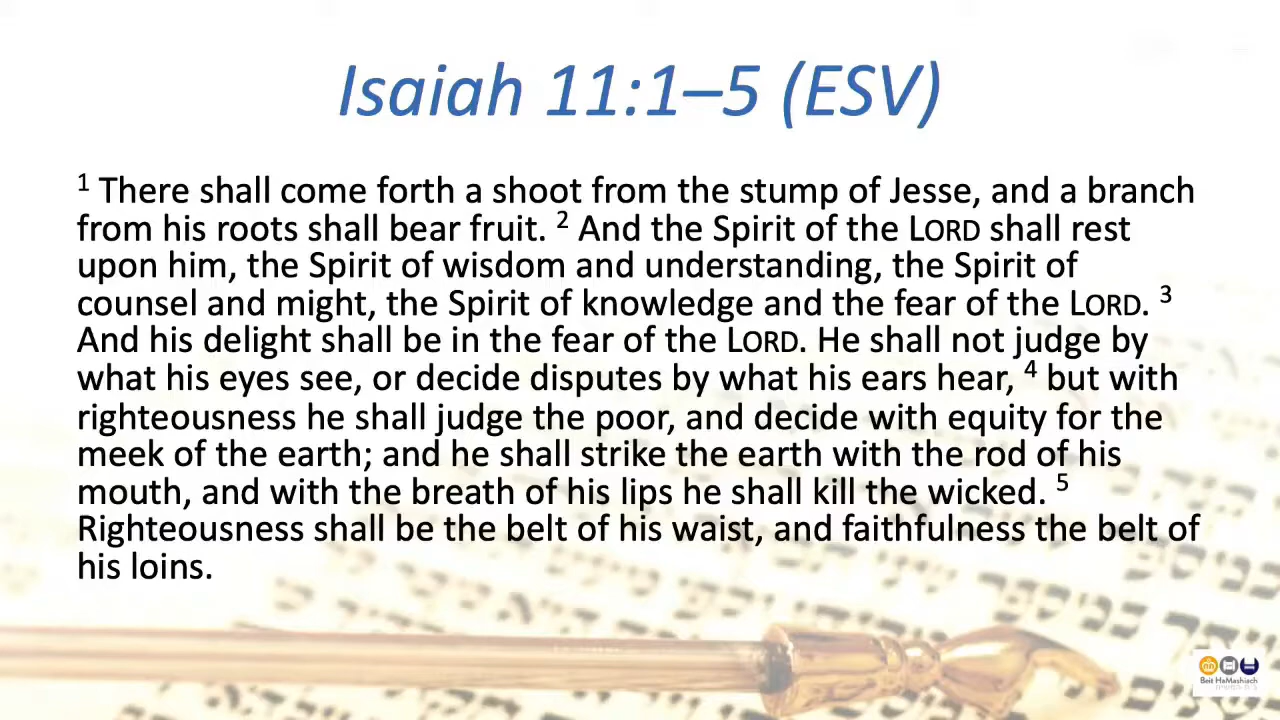 Isaiah 11:1–5 (ESV)
1 There shall come forth a shoot from the stump of Jesse, and a branch
from his roots shall bear fruit. 2 And the Spirit of the LORD shall rest
upon him, the Spirit of wisdom and understanding, the Spirit of
counsel and might, the Spirit of knowledge and the fear of the LORD. 3
And his delight shall be in the fear of the LORD. He shall not judge by
what his eyes see, or decide disputes by what his ears hear, 4 but with
righteousness he shall judge the poor, and decide with equity for the
meek of the earth; and he shall strike the earth with the rod of his
mouth, and with the breath of his lips he shall kill the wicked. 5
Righteousness shall be the belt of his waist, and faithfulness the belt of
his loins.
Beit HaMashiach